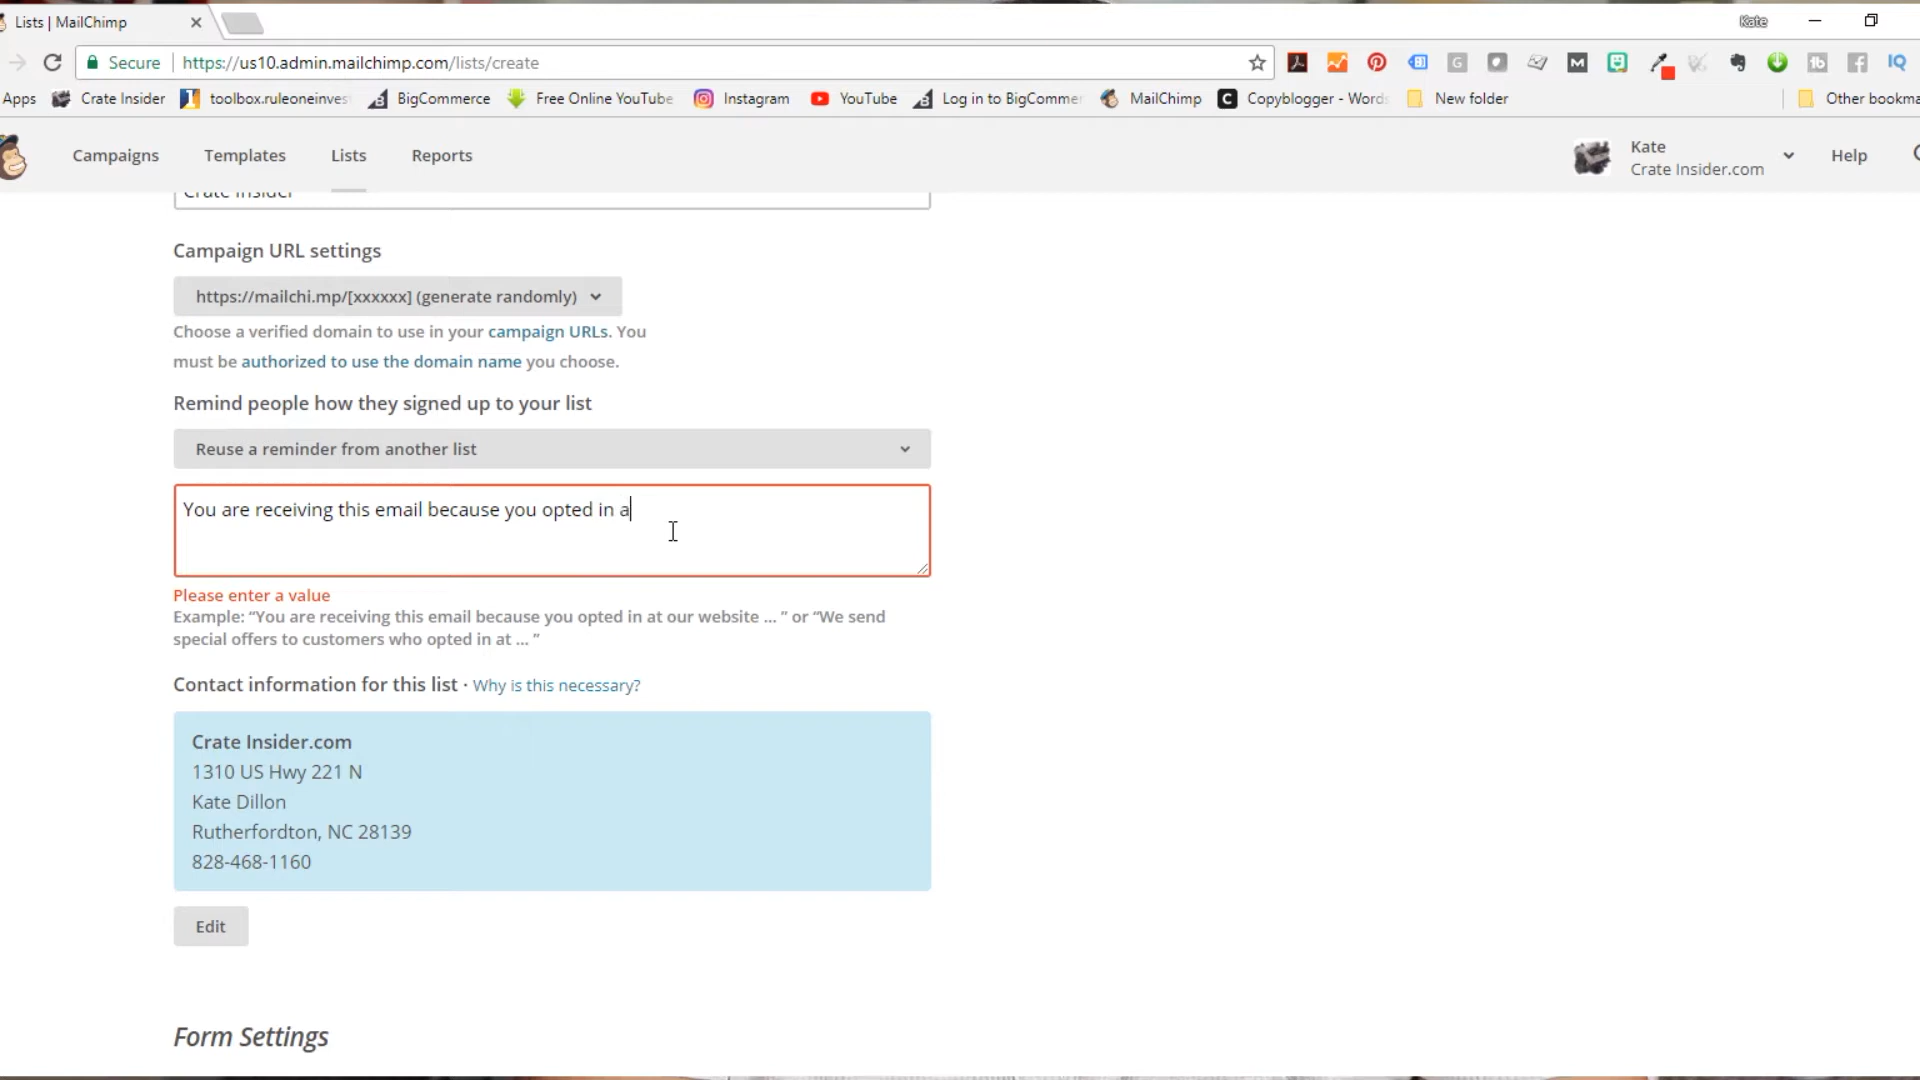 Lists | MailChimp
Kate
Secure https://us10.admin.mailchimp.com/lists/create
Apps Crate Insider toolbox.ruleoneinves BigCommerce Free Online YouTube Instagram YouTube Log in to BigCommer MailChimp Copyblogger - Words New folder Other bookma
Campaigns Templates Lists Reports
Kate
Crate Insider.com
Help
Crate Insider
Campaign URL settings
https://mailchi.mp/[xxxxxx] (generate randomly)
Choose a verified domain to use in your campaign URLs. You
must be authorized to use the domain name you choose.
Remind people how they signed up to your list
Reuse a reminder from another list
You are receiving this email because you opted in a
Please enter a value
Example: “You are receiving this email because you opted in at our website ... ” or “We send
special offers to customers who opted in at ... ”
Contact information for this list · Why is this necessary?
Crate Insider.com
1310 US Hwy 221 N
Kate Dillon
Rutherfordton, NC 28139
828-468-1160
Edit
Form Settings